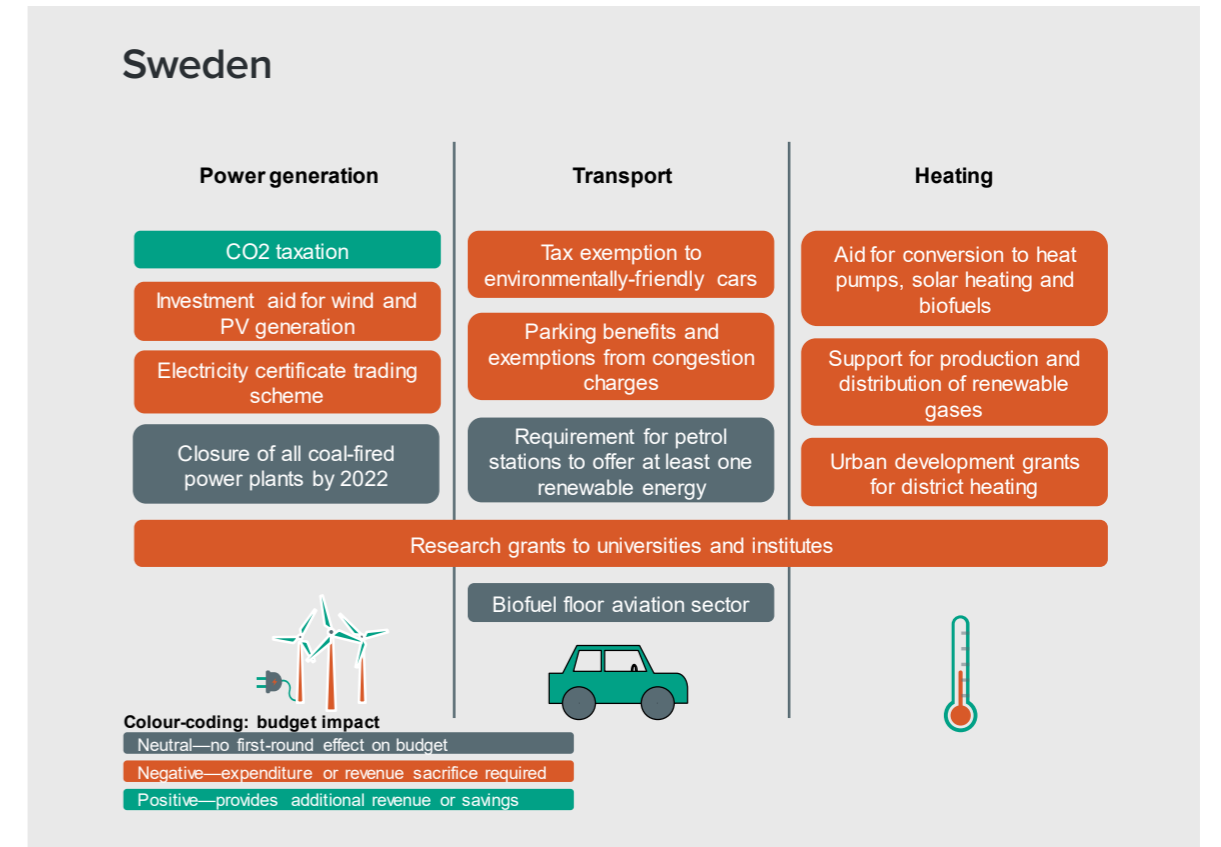 Sweden
Power generation
CO2 taxation
Investment aid for wind and
PV generation
Electricity certificate trading
scheme
Closure of all coal-fired
power plants by 2022
Transport
Tax exemption to
environmentally-friendly cars
Parking benefits and
exemptions from congestion
charges
Requirement for petrol
stations to offer at least one
renewable energy
Heating
Aid for conversion to heat
pumps, solar heating and
biofuels
Support for production and
distribution of renewable
gases
Urban development grants
for district heating
Research grants to universities and institutes
Biofuel floor aviation sector
Colour-coding: budget impact
Neutral—no first-round effect on budget
Negative—expenditure or revenue sacrifice required
Positive—provides additional revenue or savings